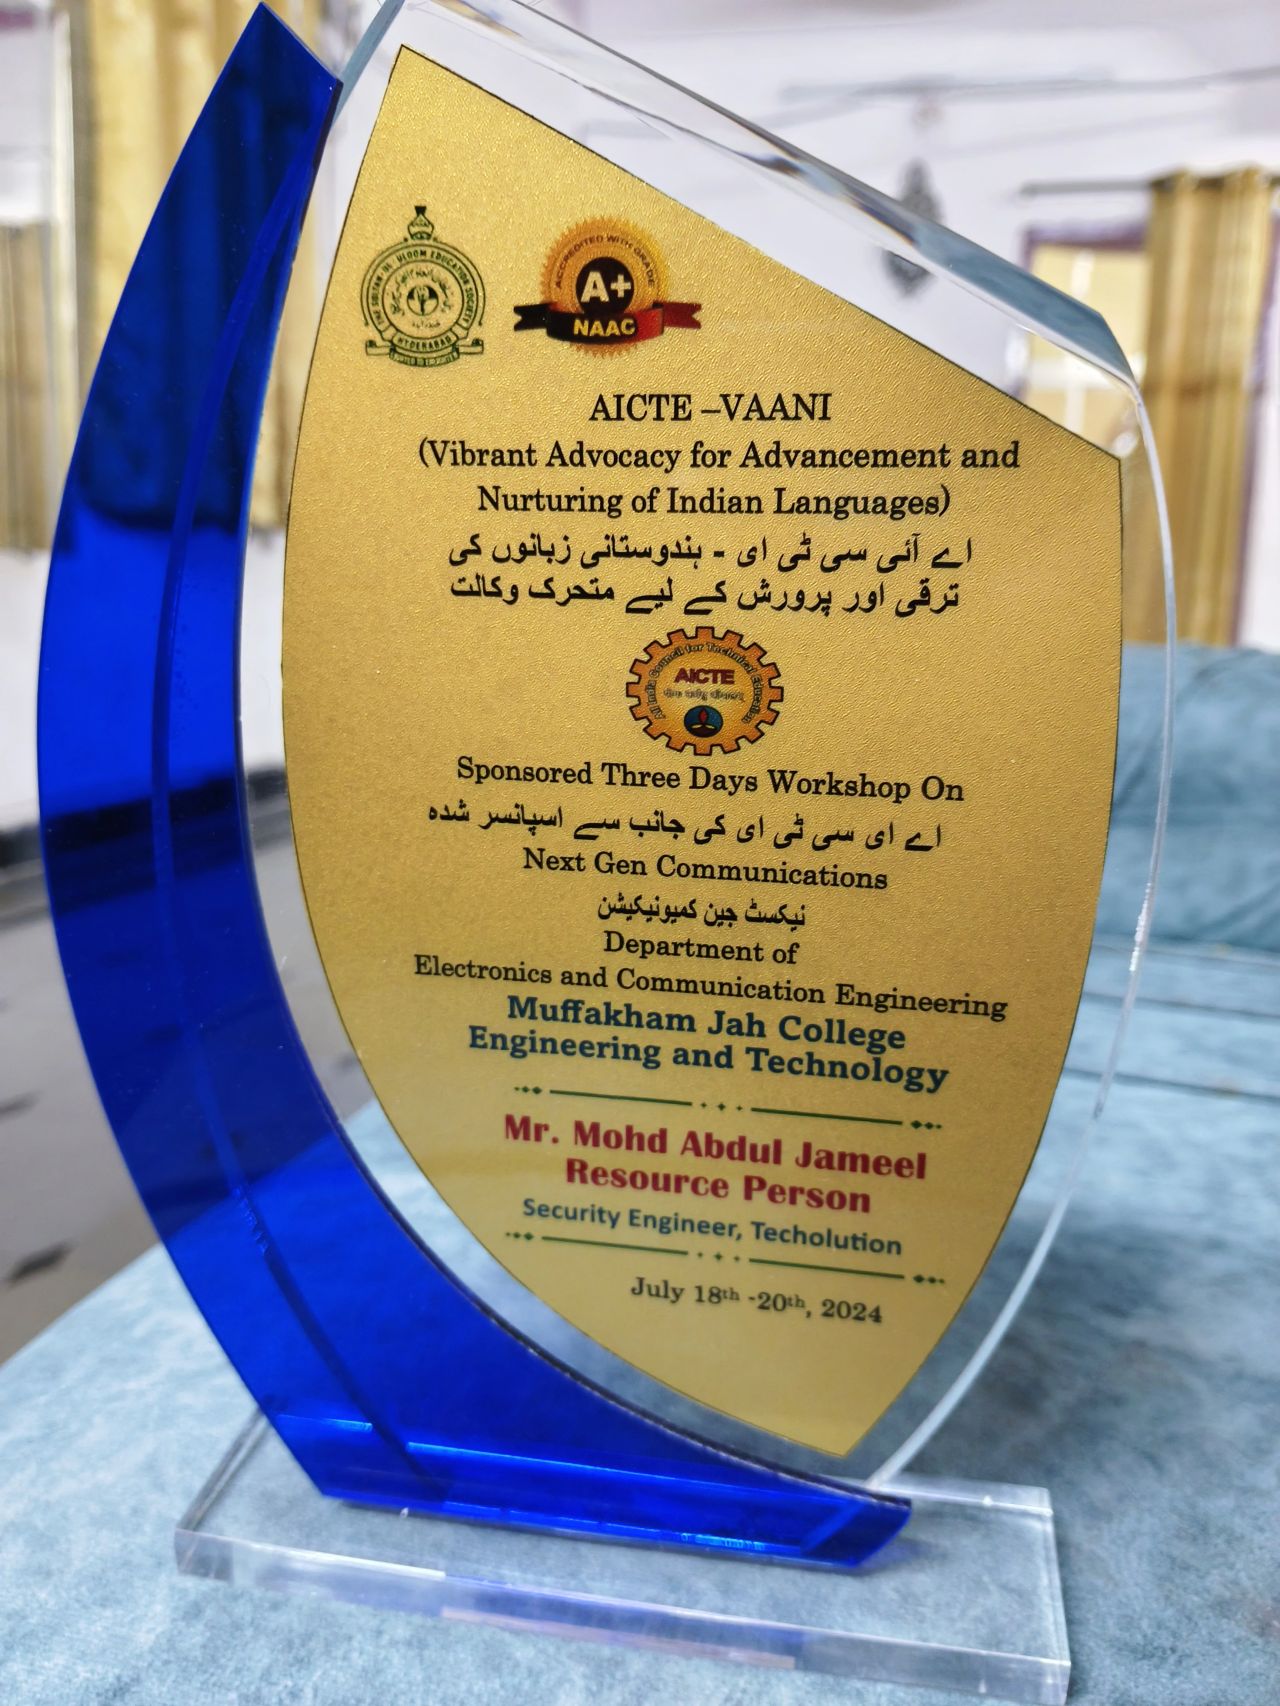 THE SULTAN-UL-ULOOM EDUCATION SOCIETY
HYDERABAD
ACCREDITED WITH GRADE
A+
NAAC
AICTE –VAANI
(Vibrant Advocacy for Advancement and
Nurturing of Indian Languages)
اے آئی سی ٹی ای - ہندوستانی زبانوں کی
ترقی اور پرورش کے لیے متحرک وکالت
All India Council for Technical Education
AICTE
Sponsored Three Days Workshop On
اے ای سی ٹی ای کی جانب سے اسپانسر شدہ
Next Gen Communications
نیکسٹ جین کمیونیکیشن
Department of
Electronics and Communication Engineering
Muffakham Jah College
Engineering and Technology
Mr. Mohd Abdul Jameel
Resource Person
Security Engineer, Techolution
July 18th -20th, 2024